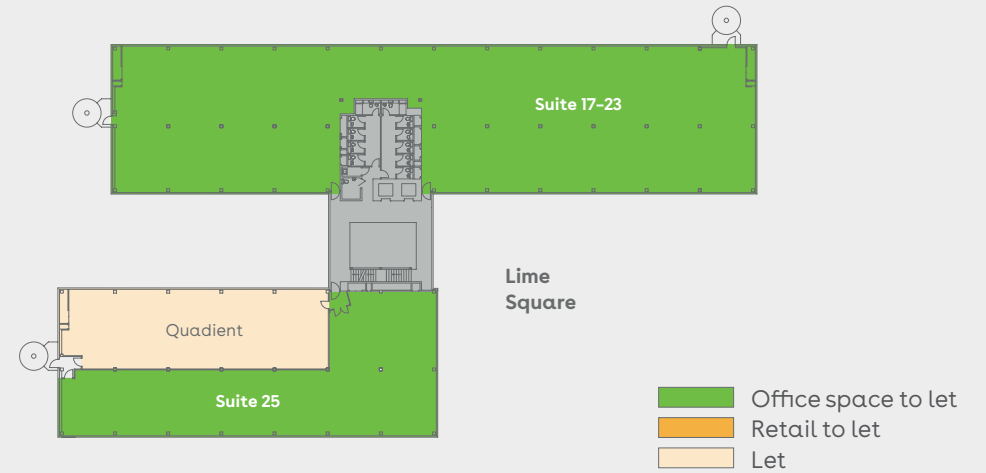 Suite 17–23
Lime
Square
Quadient
Suite 25
Office space to let
Retail to let
Let